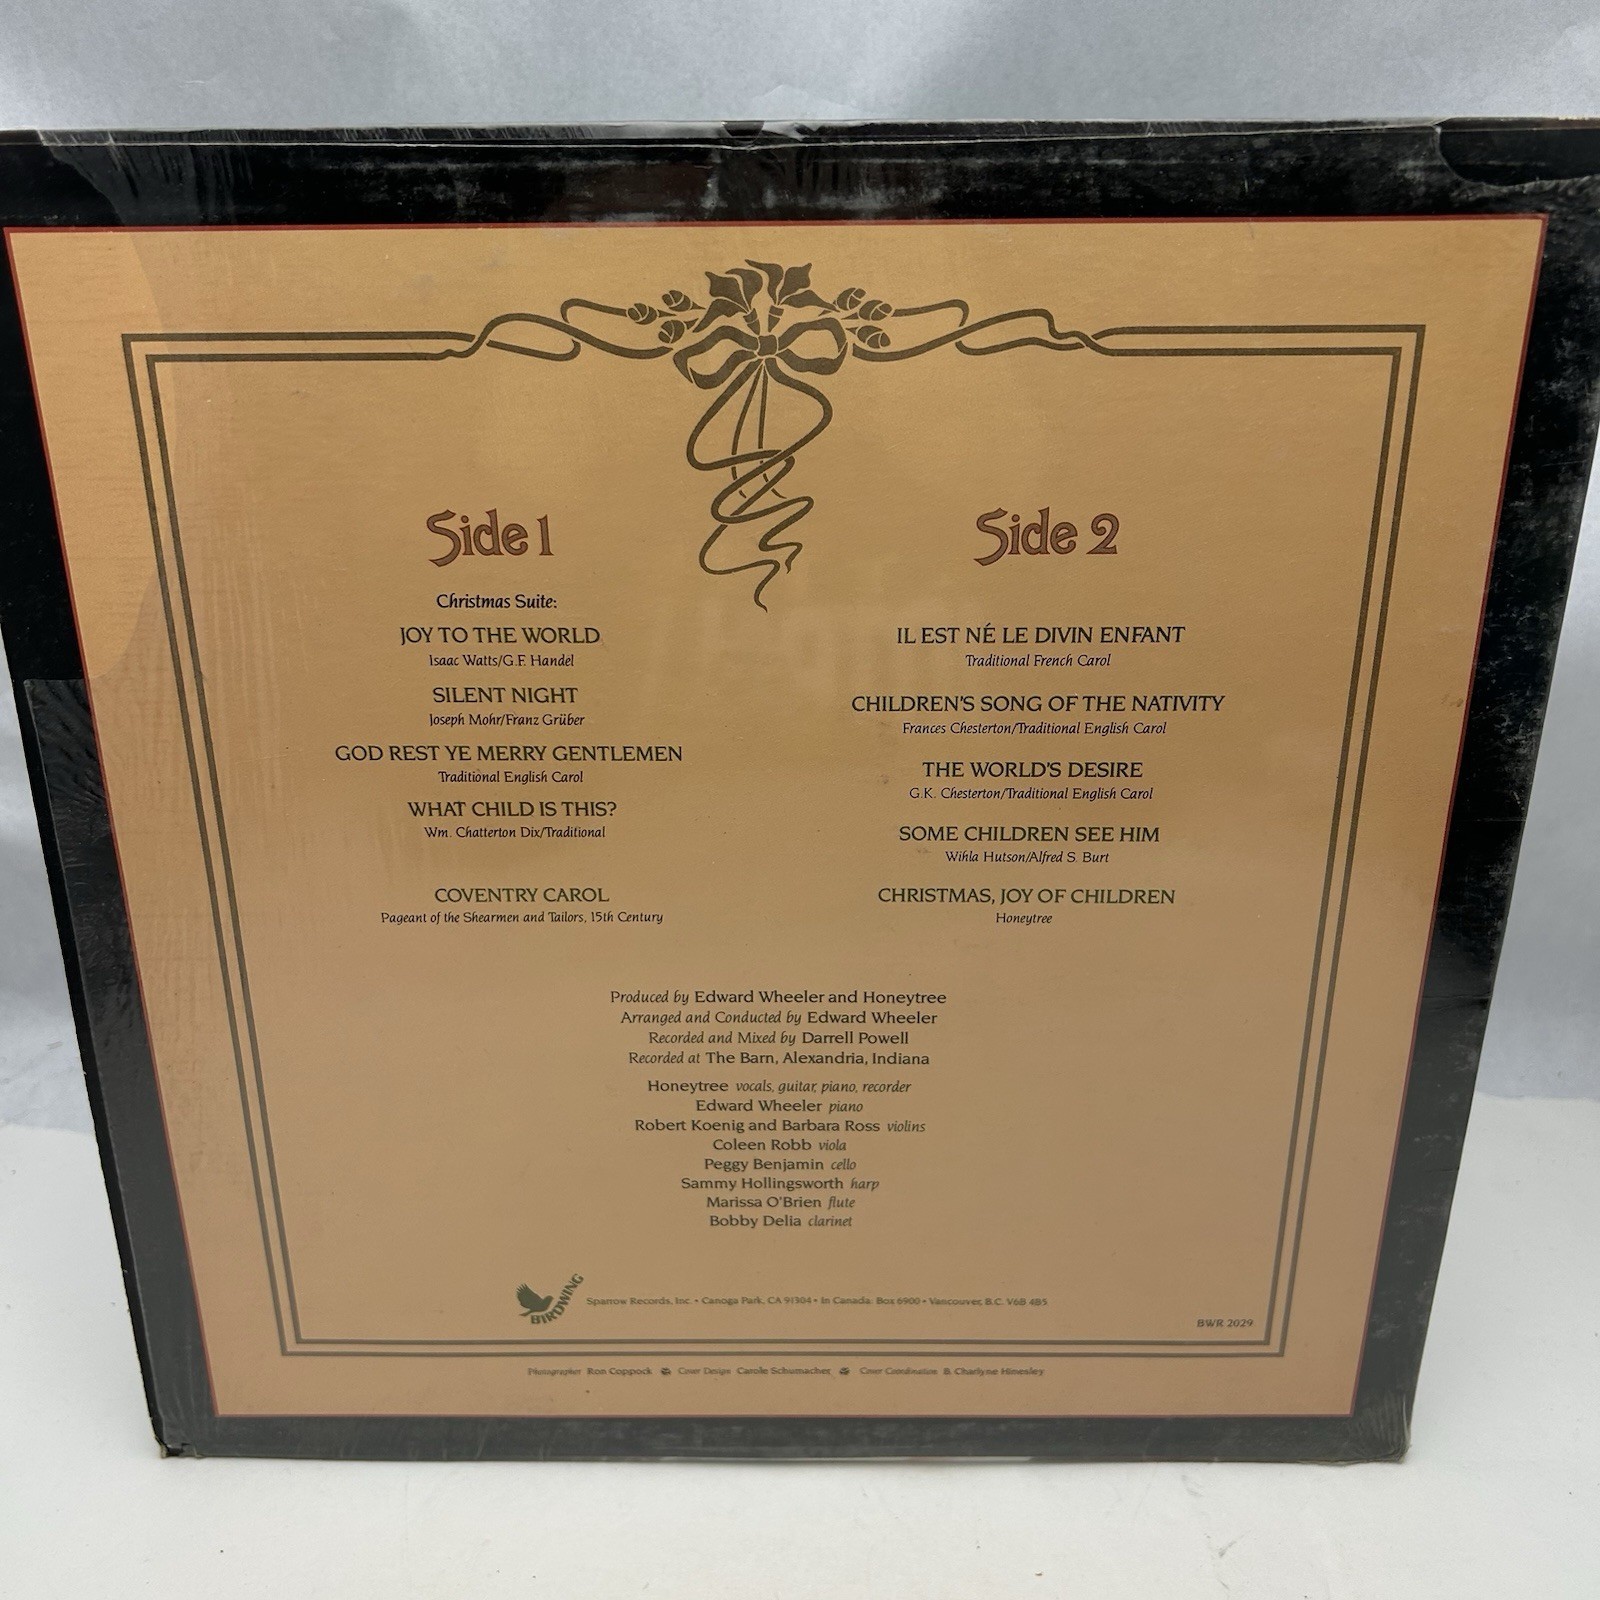 Side 1
Christmas Suite:
JOY TO THE WORLD
Isaac Watts/G.F. Handel
SILENT NIGHT
Joseph Mohr/Franz Grüber
GOD REST YE MERRY GENTLEMEN
Traditional English Carol
WHAT CHILD IS THIS?
Wm. Chatterton Dix/Traditional
COVENTRY CAROL
Pageant of the Shearmen and Tailors, 15th Century
Side 2
IL EST NÉ LE DIVIN ENFANT
Traditional French Carol
CHILDREN'S SONG OF THE NATIVITY
Frances Chesterton/Traditional English Carol
THE WORLD'S DESIRE
G.K. Chesterton/Traditional English Carol
SOME CHILDREN SEE HIM
Wihla Hutson/Alfred S. Burt
CHRISTMAS, JOY OF CHILDREN
Honeytree
Produced by Edward Wheeler and Honeytree
Arranged and Conducted by Edward Wheeler
Recorded and Mixed by Darrell Powell
Recorded at The Barn, Alexandria, Indiana
Honeytree vocals, guitar, piano, recorder
Edward Wheeler piano
Robert Koenig and Barbara Ross violins
Coleen Robb viola
Peggy Benjamin cello
Sammy Hollingsworth harp
Marissa O'Brien flute
Bobby Delia clarinet
BIRDWING
Sparrow Records, Inc. • Canoga Park, CA 91304 • In Canada: Box 6900 • Vancouver, B.C. V6B 4B5
BWR 2029
Photographer Ron Coppock Cover Design Carole Schumacher Cover Coordination B. Charlyne Hinesley